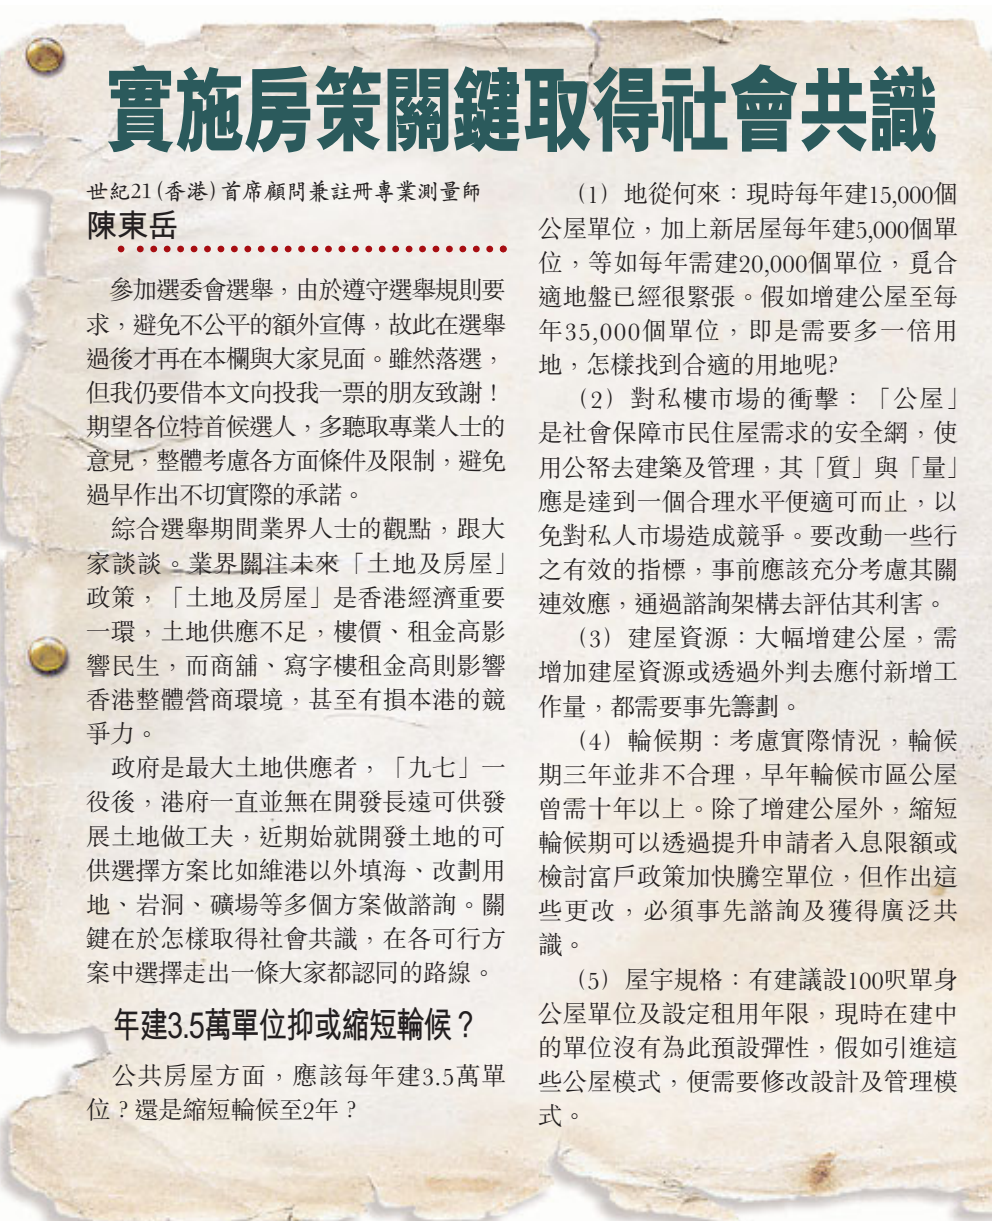 實施房策關鍵取得社會共識
世紀21(香港)首席顧問兼註冊專業測量師
陳東岳
參加選委會選舉，由於遵守選舉規則要
求，避免不公平的額外宣傳，故此在選舉
過後才再在本欄與大家見面。雖然落選，
但我仍要借本文向投我一票的朋友致謝！
期望各位特首候選人，多聽取專業人士的
意見，整體考慮各方面條件及限制，避免
過早作出不切實際的承諾。
綜合選舉期間業界人士的觀點，跟大
家談談。業界關注未來「土地及房屋」
政策，「土地及房屋」是香港經濟重要
一環，土地供應不足，樓價、租金高影
響民生，而商舖、寫字樓租金高則影響
香港整體營商環境，甚至有損本港的競
爭力。
政府是最大土地供應者，「九七」一
役後，港府一直並無在開發長遠可供發
展土地做工夫，近期始就開發土地的可
供選擇方案比如維港以外填海、改劃用
地、岩洞、礦場等多個方案做諮詢。關
鍵在於怎樣取得社會共識，在各可行方
案中選擇走出一條大家都認同的路線。
年建3.5萬單位抑或縮短輪候？
公共房屋方面，應該每年建3.5萬單
位？還是縮短輪候至2年？
（1）地從何來：現時每年建15,000個
公屋單位，加上新居屋每年建5,000個單
位，等如每年需建20,000個單位，覓合
適地盤已經很緊張。假如增建公屋至每
年35,000個單位，即是需要多一倍用
地，怎樣找到合適的用地呢?
（2）對私樓市場的衝擊：「公屋」
是社會保障市民住屋需求的安全網，使
用公帑去建築及管理，其「質」與「量」
應是達到一個合理水平便適可而止，以
免對私人市場造成競爭。要改動一些行
之有效的指標，事前應該充分考慮其關
連效應，通過諮詢架構去評估其利害。
（3）建屋資源：大幅增建公屋，需
增加建屋資源或透過外判去應付新增工
作量，都需要事先籌劃。
（4）輪候期：考慮實際情況，輪候
期三年並非不合理，早年輪候市區公屋
曾需十年以上。除了增建公屋外，縮短
輪候期可以透過提升申請者入息限額或
檢討富戶政策加快騰空單位，但作出這
些更改，必須事先諮詢及獲得廣泛共
識。
（5）屋宇規格：有建議設100呎單身
公屋單位及設定租用年限，現時在建中
的單位沒有為此預設彈性，假如引進這
些公屋模式，便需要修改設計及管理模
式。